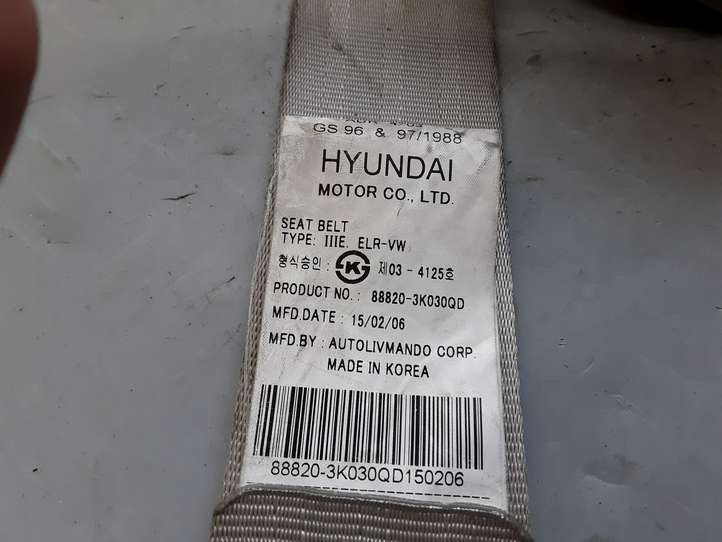 GS 96 & 97/1988
HYUNDAI
MOTOR CO., LTD.
SEAT BELT
TYPE: IIIE, ELR-VW
형식승인 : K 제03 - 4125호
PRODUCT NO.: 88820-3K030QD
MFD.DATE : 15/02/06
MFD.BY : AUTOLIVMANDO CORP.
MADE IN KOREA
88820-3K030QD150206